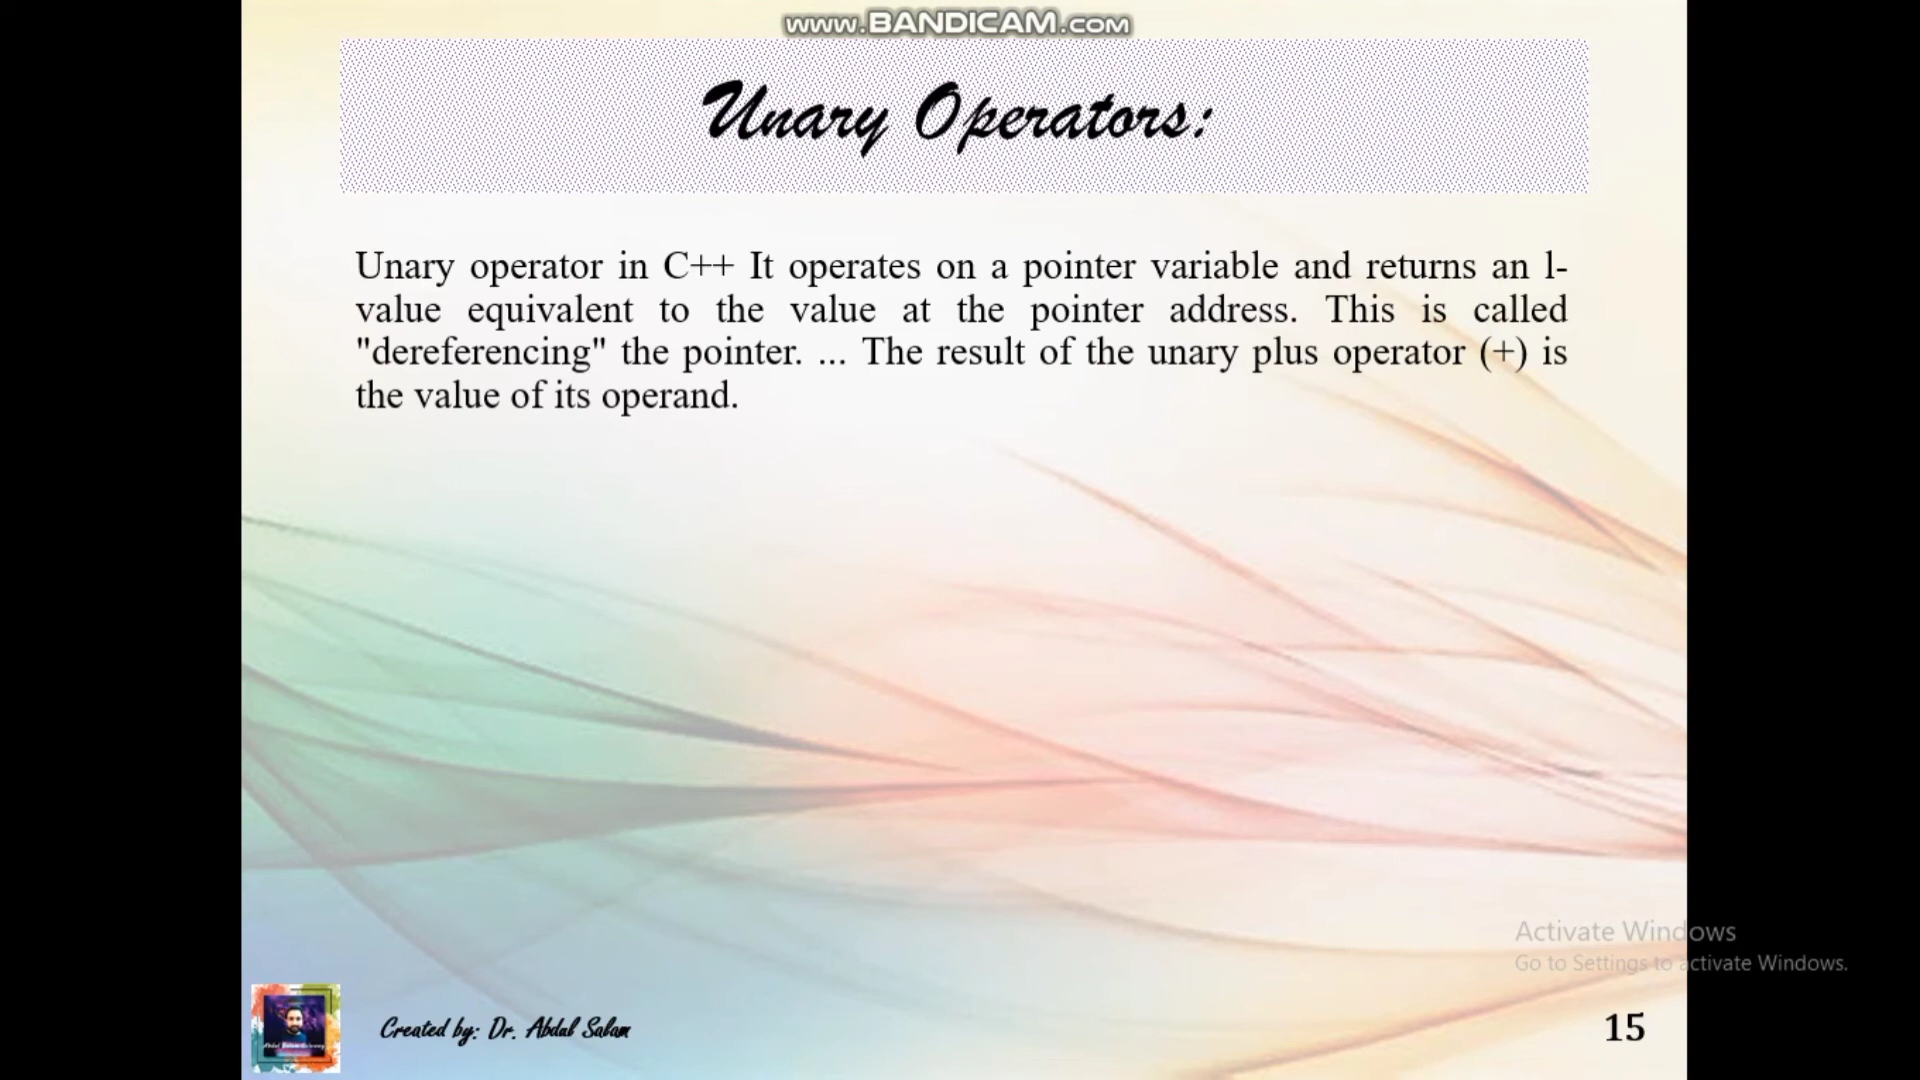 www.BANDICAM.com
Unary Operators:
Unary operator in C++ It operates on a pointer variable and returns an l-
value equivalent to the value at the pointer address. This is called
"dereferencing" the pointer. ... The result of the unary plus operator (+) is
the value of its operand.
Activate Windows
Go to Settings to activate Windows.
Created by: Dr. Abdul Salam
15